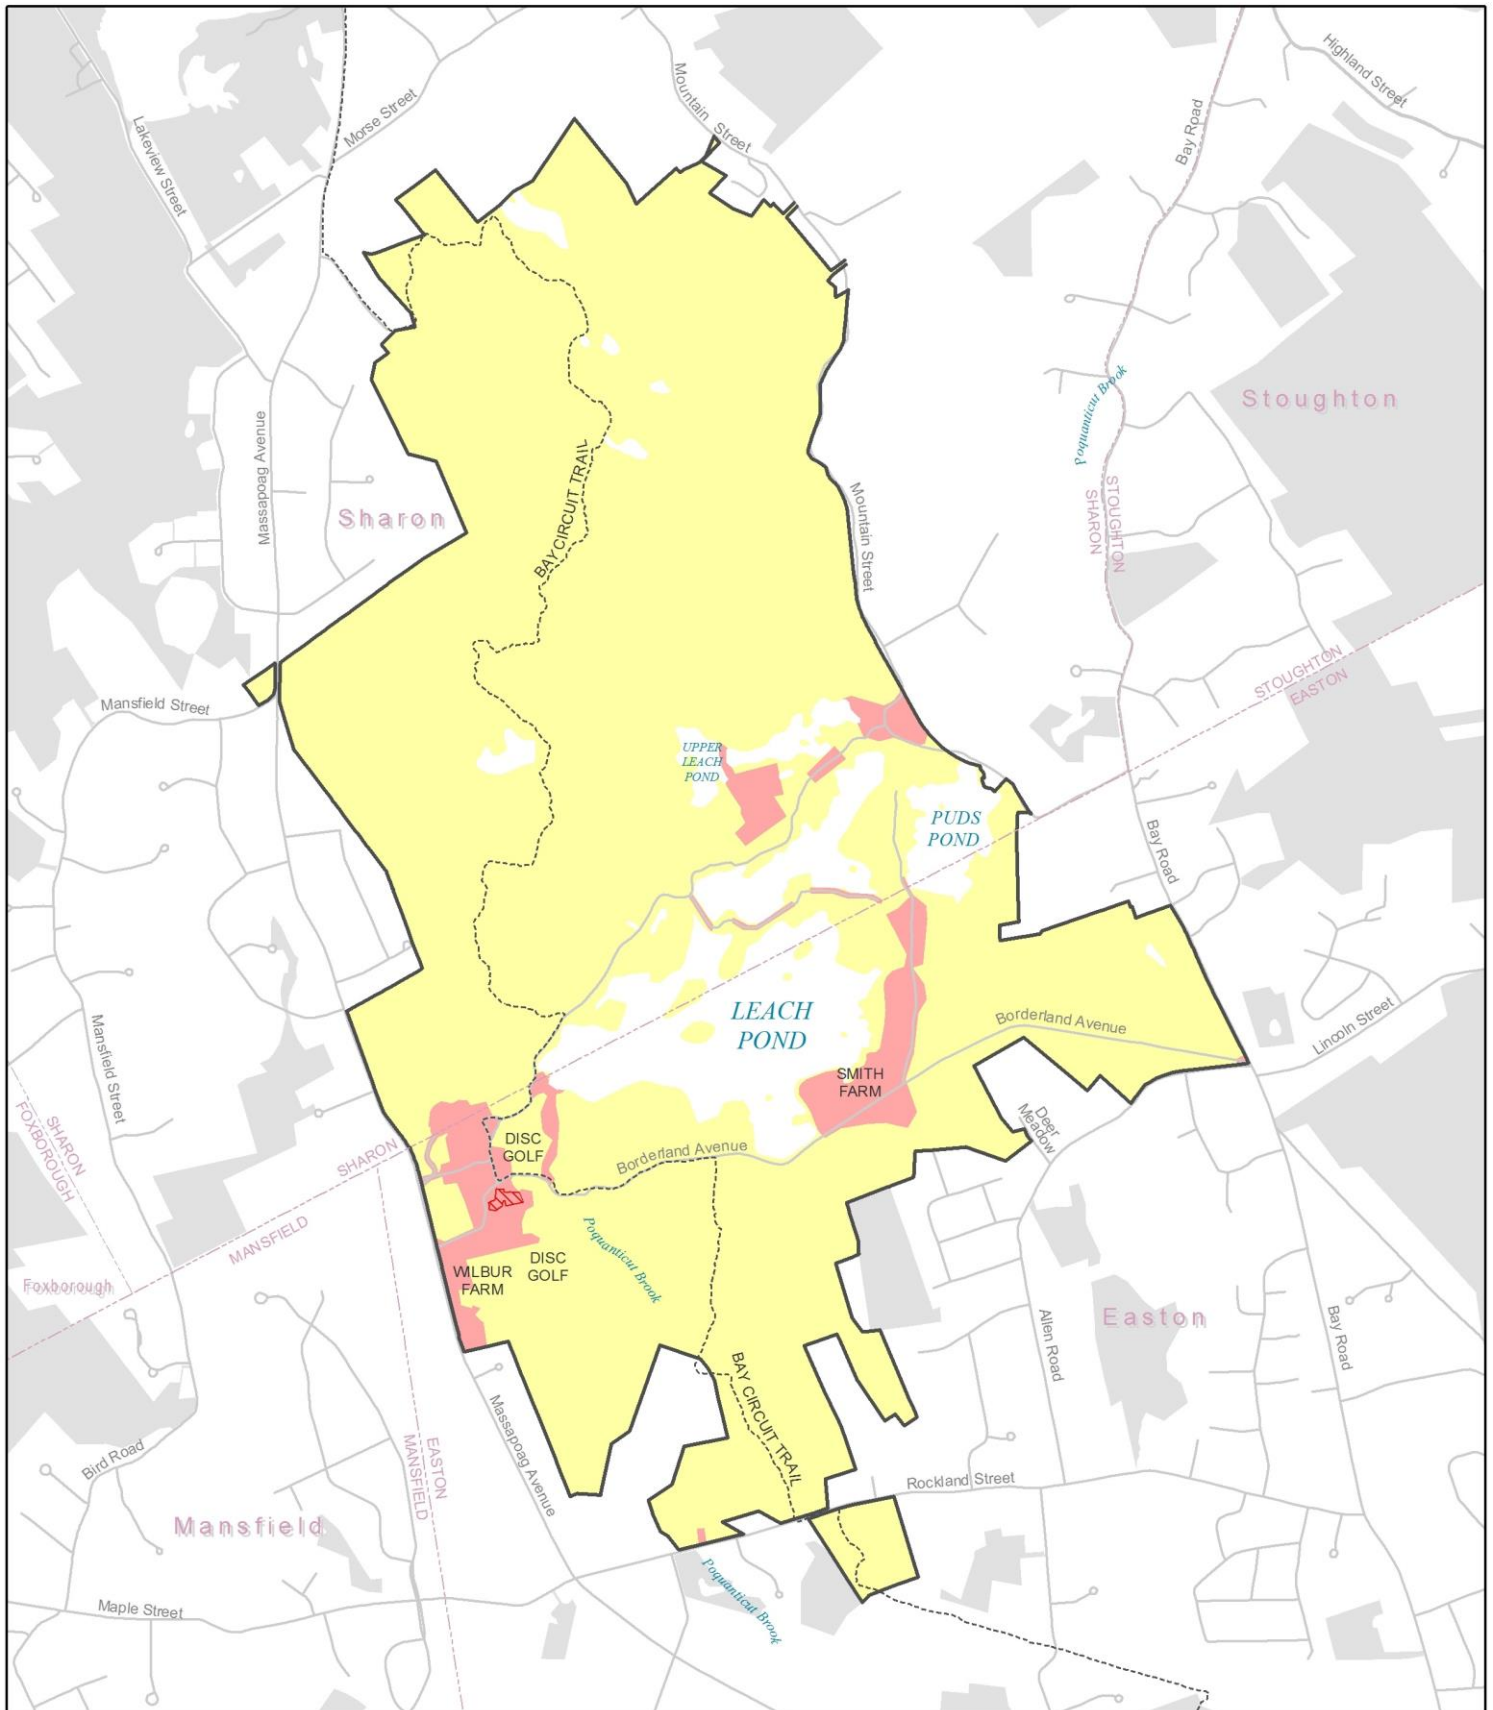 Highland Street
Mountain Street
Morse Street
Bay Road
Lakeview Street
Poquanticut Brook
Stoughton
Massapoag Avenue
BAY CIRCUIT TRAIL
Sharon
STOUGHTON
SHARON
Mountain Street
STOUGHTON
EASTON
Mansfield Street
UPPER
LEACH
POND
PUDS
POND
Bay Road
LEACH
POND
Borderland Avenue
Lincoln Street
Mansfield Street
SMITH
FARM
Deer
Meadow
SHARON
FOXBOROUGH
SHARON
DISC
GOLF
Borderland Avenue
MANSFIELD
Poquanticut Brook
DISC
GOLF
WILBUR
FARM
Foxborough
Easton
Allen Road
Bay Road
BAY CIRCUIT TRAIL
Massapoag Avenue
Bird Road
EASTON
MANSFIELD
Rockland Street
Mansfield
Poquanticut Brook
Maple Street